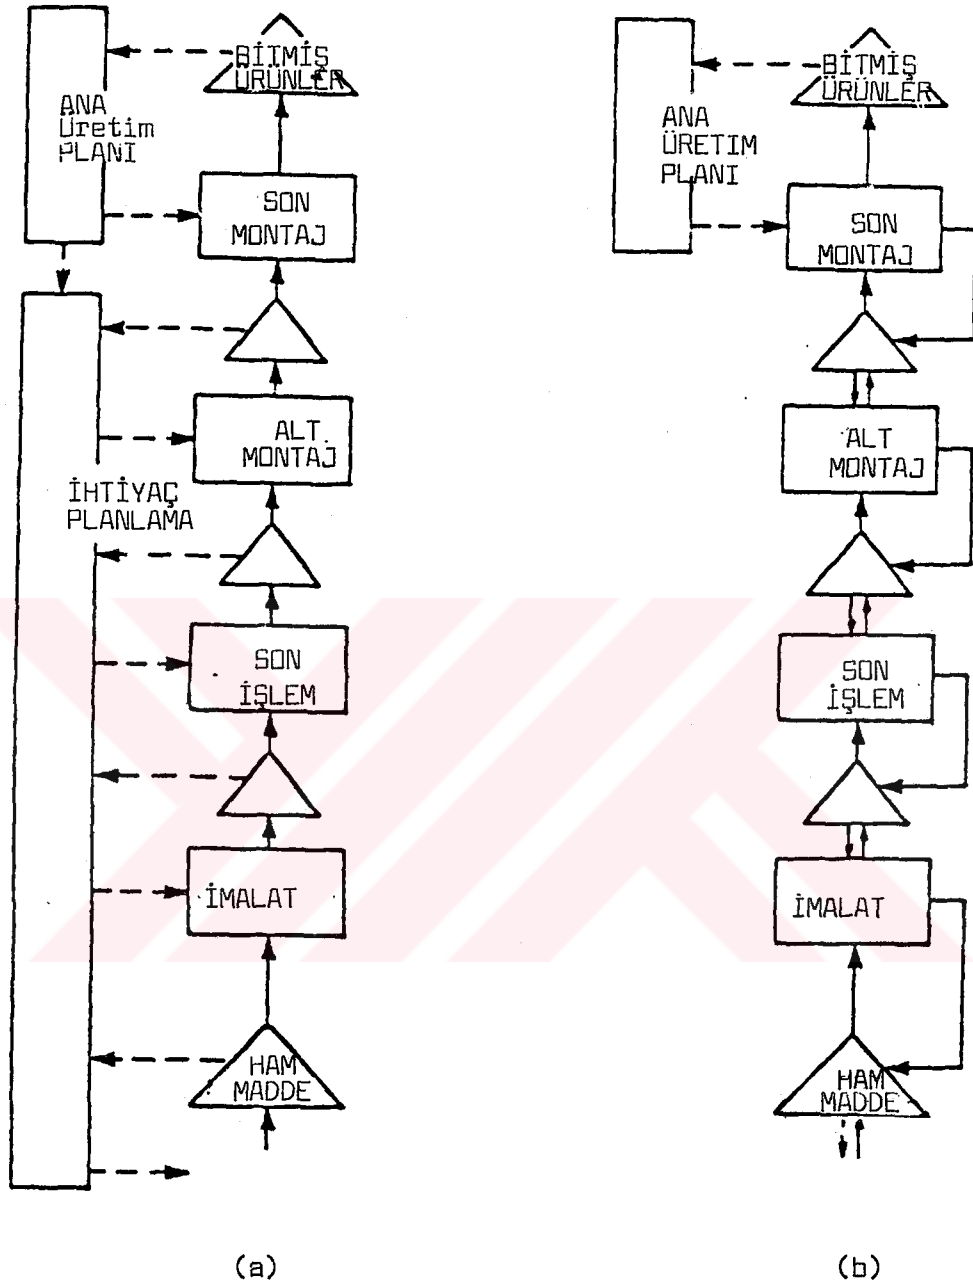 BİTMİŞ
ÜRÜNLER
ANA
Üretim
PLANI
SON
MONTAJ
ALT
MONTAJ
İHTİYAÇ
PLANLAMA
SON
İŞLEM
İMALAT
HAM
MADDE
(a)
BİTMİŞ
ÜRÜNLER
ANA
ÜRETIM
PLANI
SON
MONTAJ
ALT
MONTAJ
SON
İŞLEM
İMALAT
HAM
MADDE
(b)